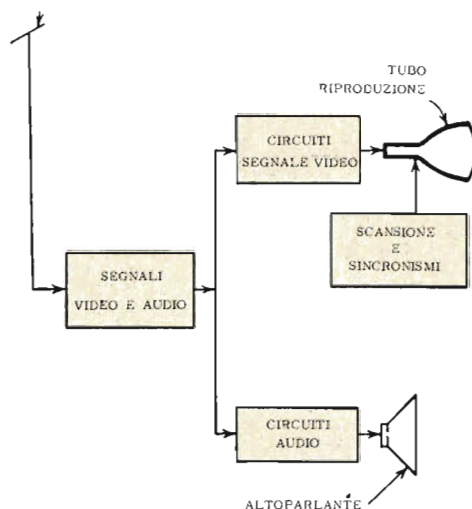 TUBO
RIPRODUZIONE
CIRCUITI
SEGNALE VIDEO
SCANSIONE
E
SINCRONISMI
SEGNALI
VIDEO E AUDIO
CIRCUITI
AUDIO
ALTOPARLANTE